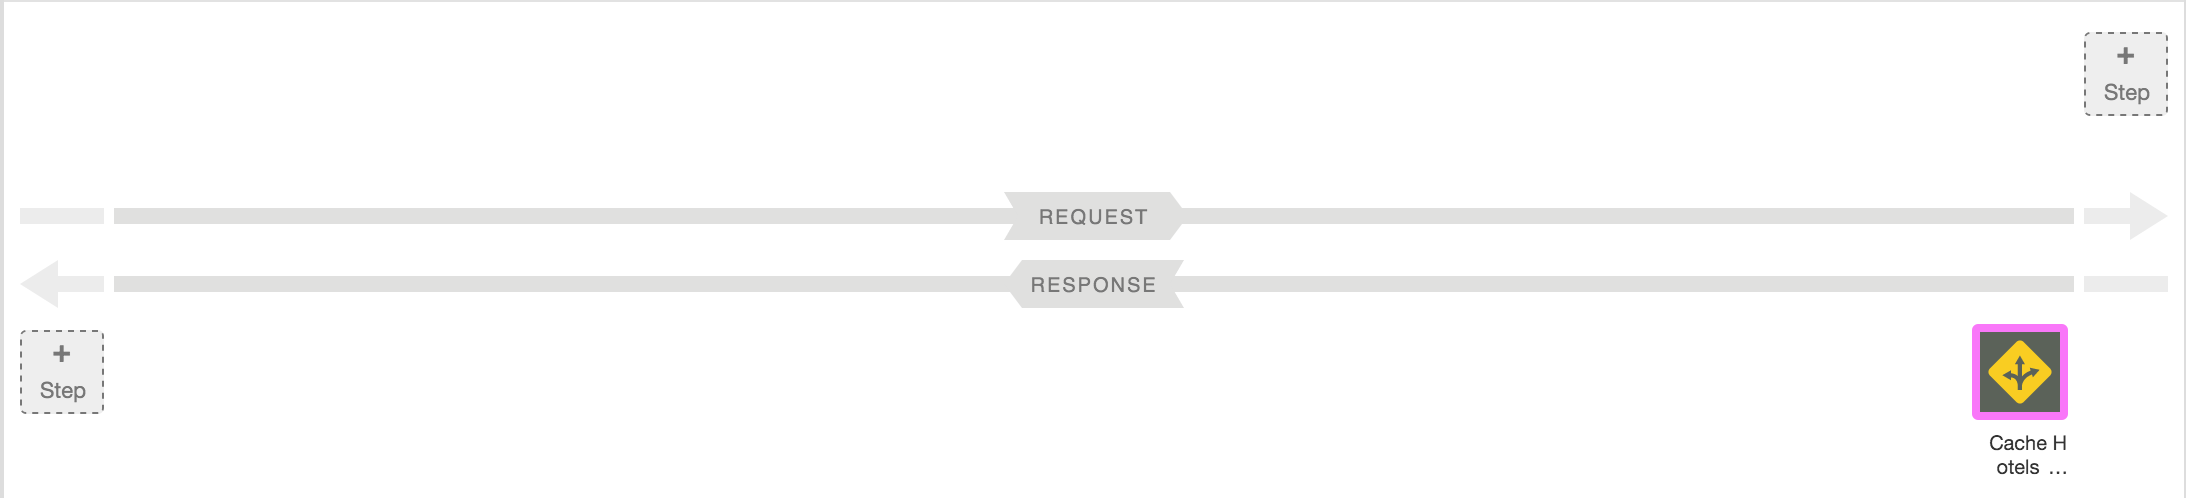 +
Step
REQUEST
RESPONSE
+
Step
Cache H
otels ...